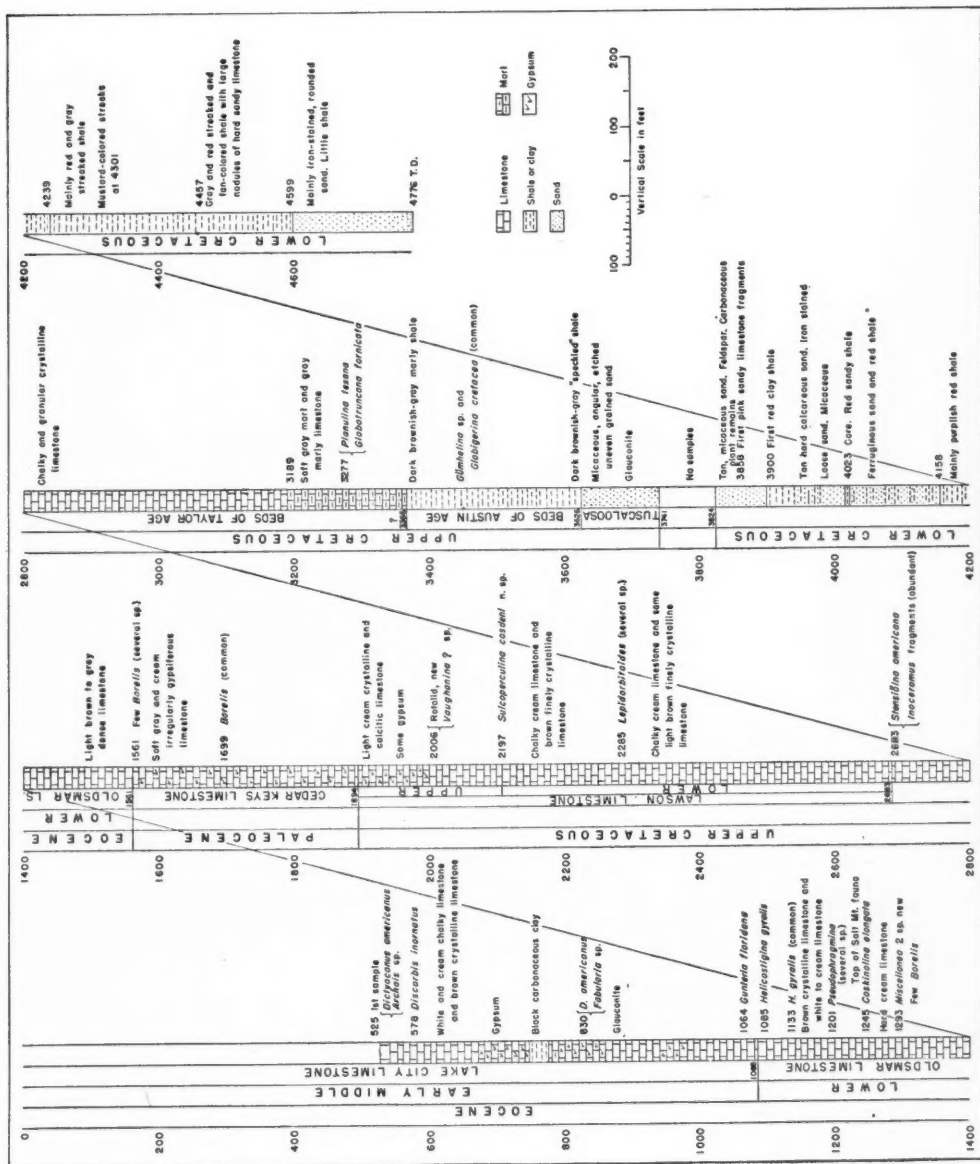 0
200
400
600
800
1000
1200
1400
EOCENE
EARLY MIDDLE
LOWER
LAKE CITY LIMESTONE
OLDSMAR LIMESTONE
525 1st sample
Dictyoconus americanus
Archais sp.
578 Discorbis inornatus
White and cream chalky limestone
and brown crystalline limestone
Gypsum
Black carbonaceous clay
830 D. americanus
Fabularia sp.
Glauconite
1064 Gunteria floridana
1085 Helicostigina gyralis
1133 H. gyralis (common)
Brown crystalline limestone and
white to cream limestone
1201 Pseudophragmina
(several sp.)
Top of Salt Mt. fauna
1245 Coskinolina elongata
Hard cream limestone
1293 Miscellanea 2 sp. new
Few Borelis
1400
1600
1800
2000
2200
2400
2600
2800
EOCENE
LOWER
OLDSMAR LS
1561
PALEOCENE
CEDAR KEYS LIMESTONE
UPPER CRETACEOUS
LAWSON LIMESTONE
UPPER
LOWER
2683
Light brown to gray
dense limestone
1561 Few Borelis (several sp.)
Soft gray and cream
irregularly gypsiferous
limestone
1699 Borelis (common)
Light cream crystalline and
calcitic limestone
Some gypsum
2006 Rotalid, new
Vaughanina ? sp.
2197 Sulcoperculina cosdeni n. sp.
Chalky cream limestone and
brown finely crystalline
limestone
2285 Lepidorbitoides (several sp.)
Chalky cream limestone and some
light brown finely crystalline
limestone
2683 Stensiöina americana
Inoceramus fragments (abundant)
2800
3000
3200
3400
3600
3800
4000
4200
UPPER CRETACEOUS
LOWER CRETACEOUS
BEDS OF TAYLOR AGE
?
BEDS OF AUSTIN AGE
3626
TUSCALOOSA
3741
3824
Chalky and granular crystalline
limestone
3189
Soft gray marl and gray
marly limestone
3277 Planulina texana
Globotruncana fornicata
Dark brownish-gray marly shale
Gümbelina sp. and
Globigerina cretacea (common)
Dark brownish-gray "speckled" shale
Micaceous, angular, etched
uneven grained sand
Glauconite
No samples
Tan, micaceous sand, Feldspar, Carbonaceous
plant remains
3858 First pink sandy limestone fragments
3900 First red clay shale
Tan hard calcareous sand, Iron stained
Loose sand, Micaceous
4023 Core. Red sandy shale
Ferruginous sand and red shale
4158
Mainly purplish red shale
4200
4400
4600
LOWER CRETACEOUS
4239
Mainly red and gray
streaked shale
Mustard-colored streaks
at 4301
4457
Gray and red streaked and
tan-colored shale with large
nodules of hard sandy limestone
4599
Mainly iron-stained, rounded
sand. Little shale
4776 T.D.
Limestone
Marl
Shale or clay
Gypsum
Sand
100
0
100
200
Vertical Scale in feet